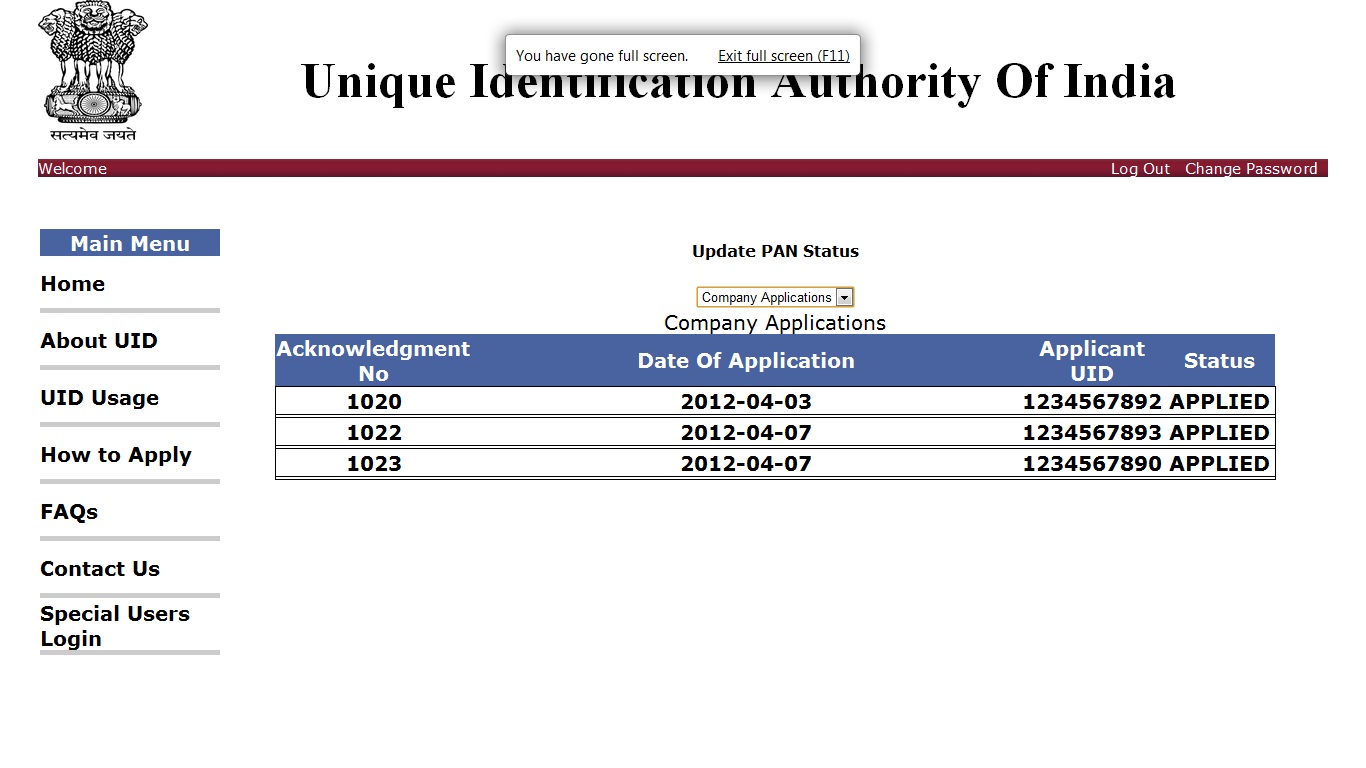 You have gone full screen. Exit full screen (F11)
Unique Identification Authority Of India
सत्यमेव जयते
Welcome Log Out Change Password
Main Menu
Home
About UID
UID Usage
How to Apply
FAQs
Contact Us
Special Users
Login
Update PAN Status
Company Applications
Company Applications
Acknowledgment No Date Of Application Applicant UID Status
1020 2012-04-03 1234567892 APPLIED
1022 2012-04-07 1234567893 APPLIED
1023 2012-04-07 1234567890 APPLIED